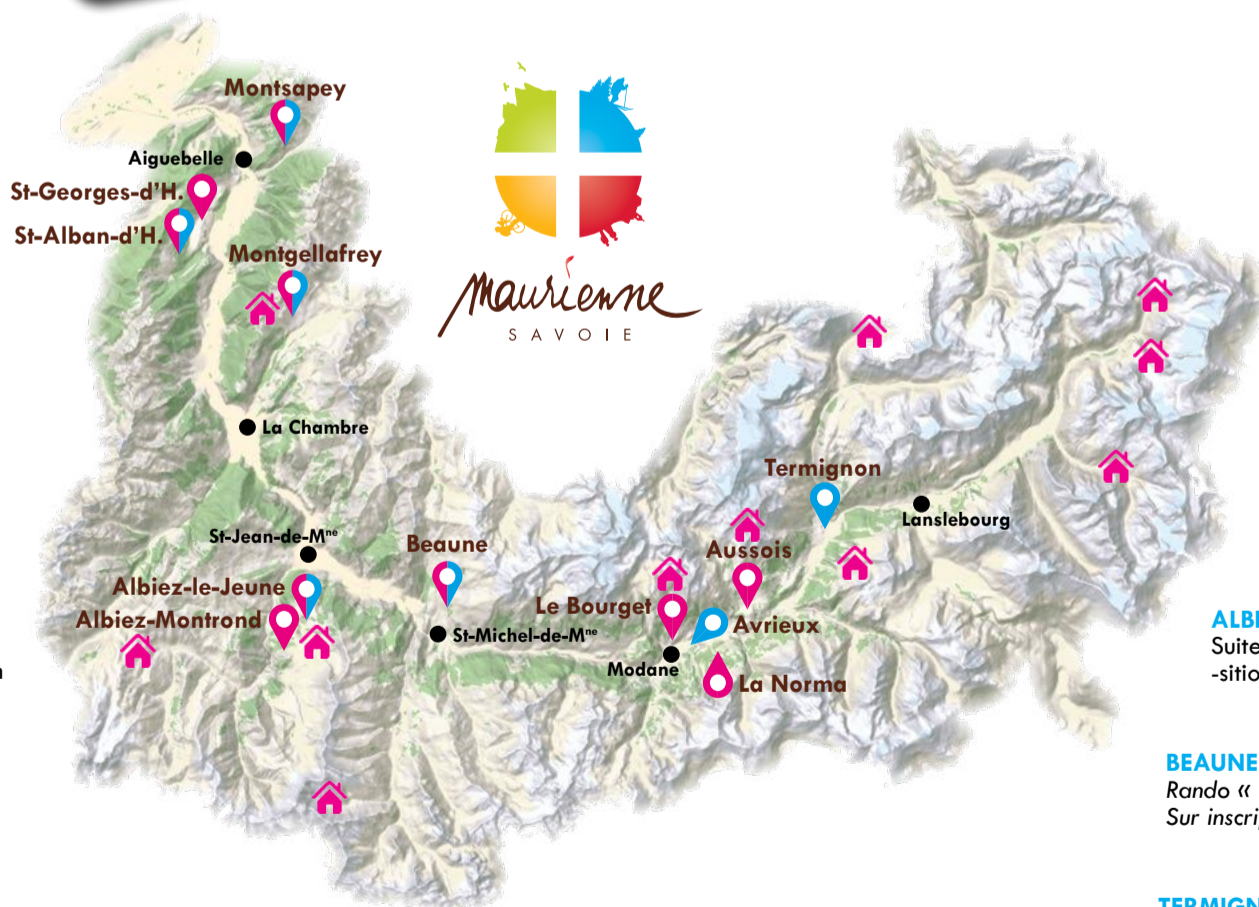 Montsapey
Aiguebelle
St-Georges-d'H.
St-Alban-d'H.
Montgellafrey
Maurienne
SAVOIE
La Chambre
Termignon
Lanslebourg
St-Jean-de-Mne
Beaune
Aussois
Albiez-le-Jeune
Le Bourget
Albiez-Montrond
Avrieux
St-Michel-de-Mne
Modane
La Norma
ALB
Suite
-sitio
BEAUNE
Rando «
Sur inscri
TERMIGN